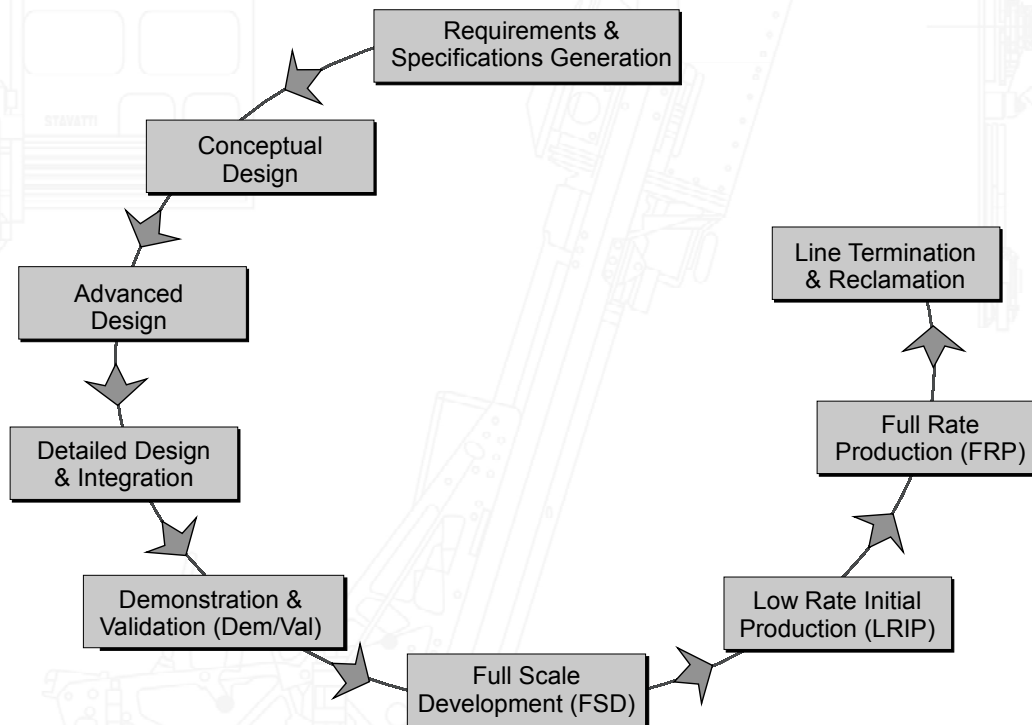 Requirements &
Specifications Generation
Conceptual
Design
STAVATTI
Advanced
Design
Line Termination
& Reclamation
Detailed Design
& Integration
Full Rate
Production (FRP)
Demonstration &
Validation (Dem/Val)
Low Rate Initial
Production (LRIP)
Full Scale
Development (FSD)